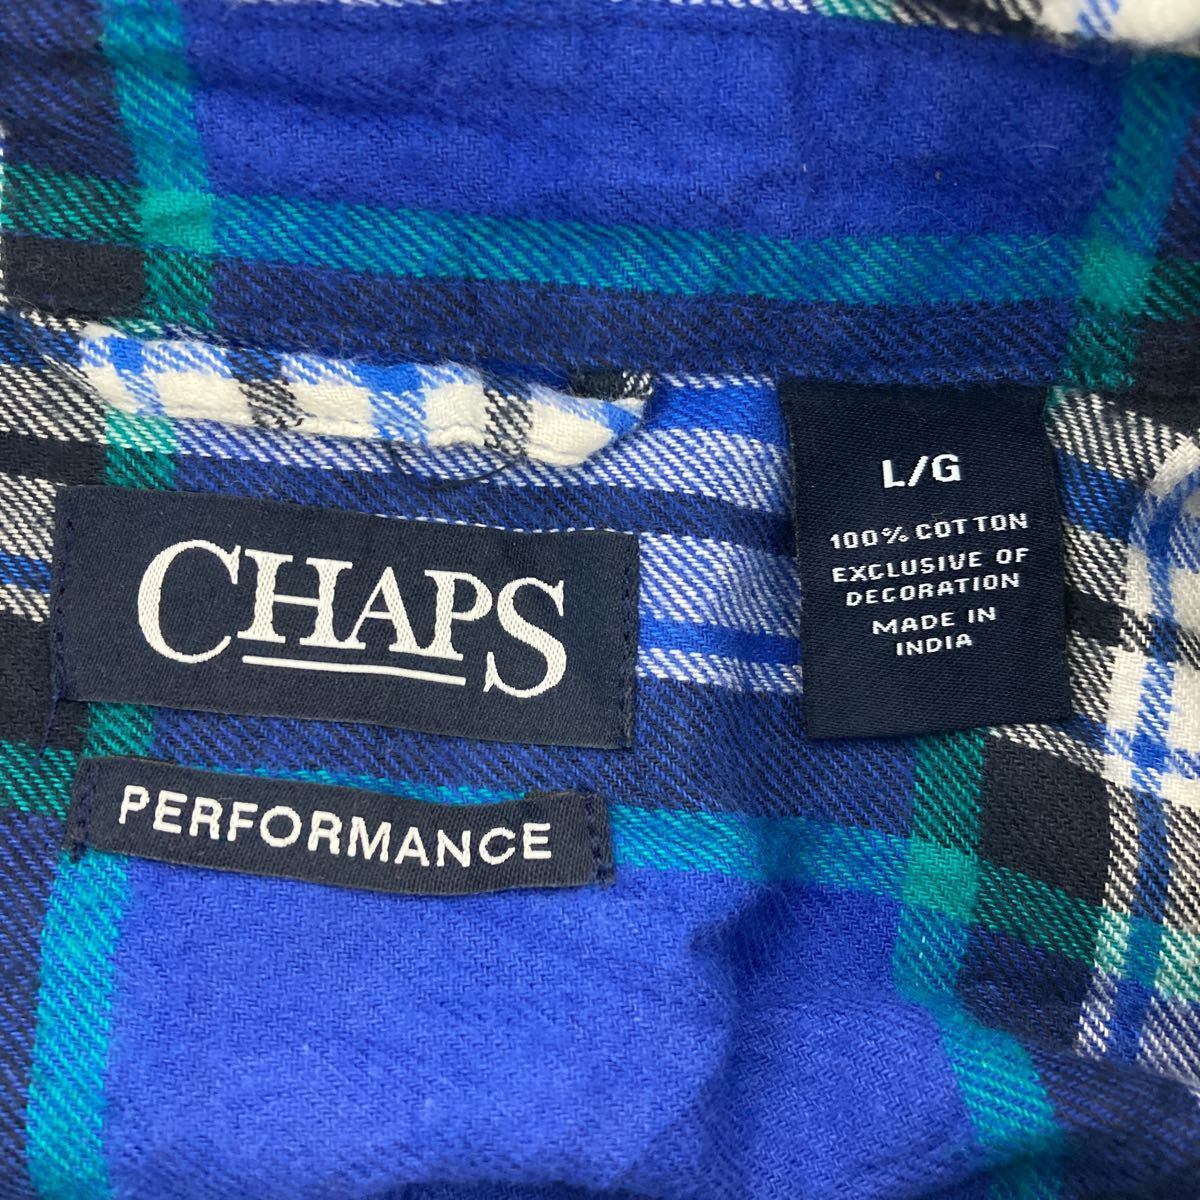 CHAPS
PERFORMANCE
L/G
100% COTTON
EXCLUSIVE OF
DECORATION
MADE IN
INDIA